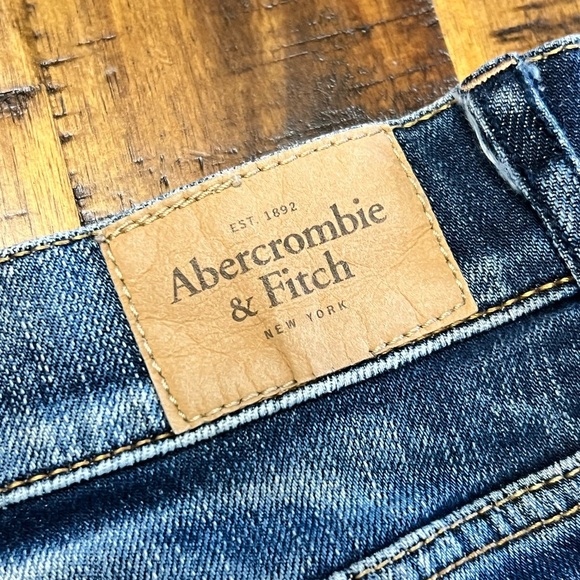 EST. 1892
Abercrombie
& Fitch
NEW YORK